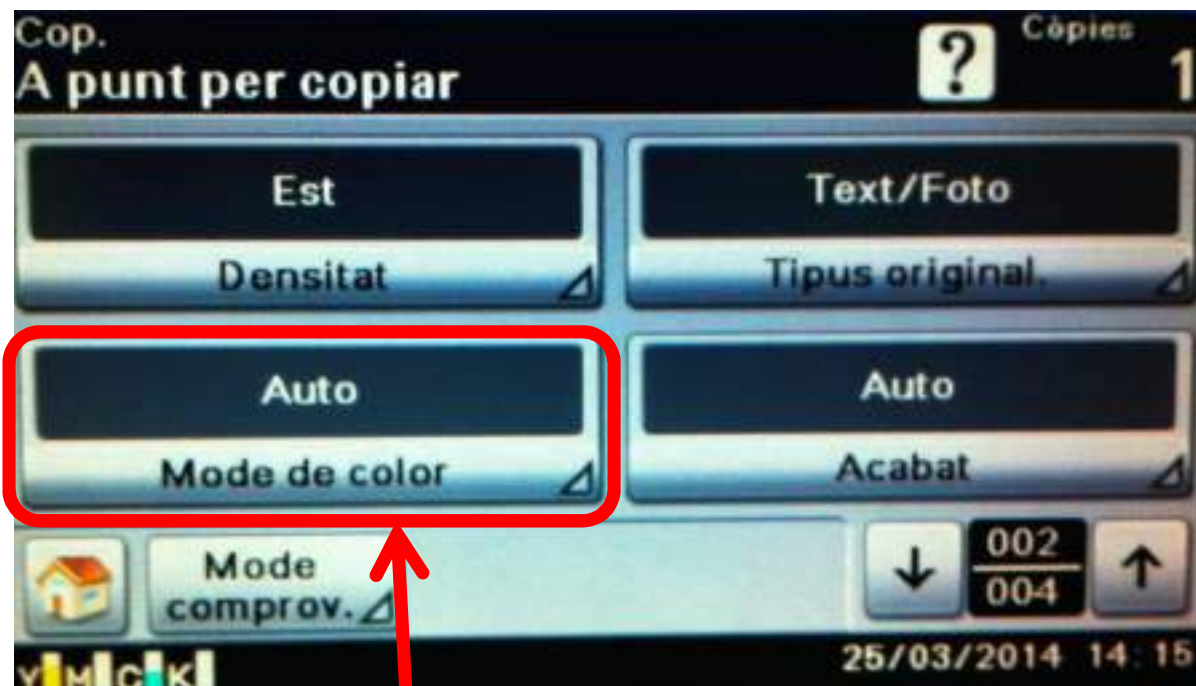 Cop.
Còpies
?
A punt per copiar
1
Est
Text/Foto
Densitat
Tipus original.
Auto
Auto
Mode de color
Acabat
Mode
comprov.
002
004
25/03/2014 14:15
Y M C K